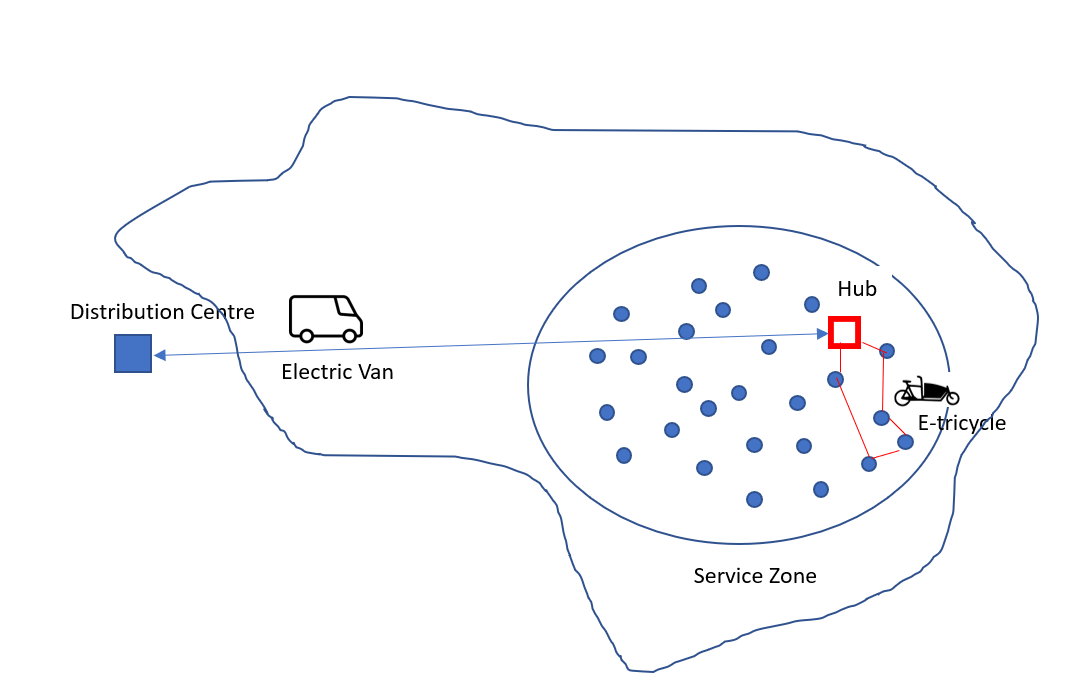 Hub
Distribution Centre
Electric Van
E-tricycle
Service Zone